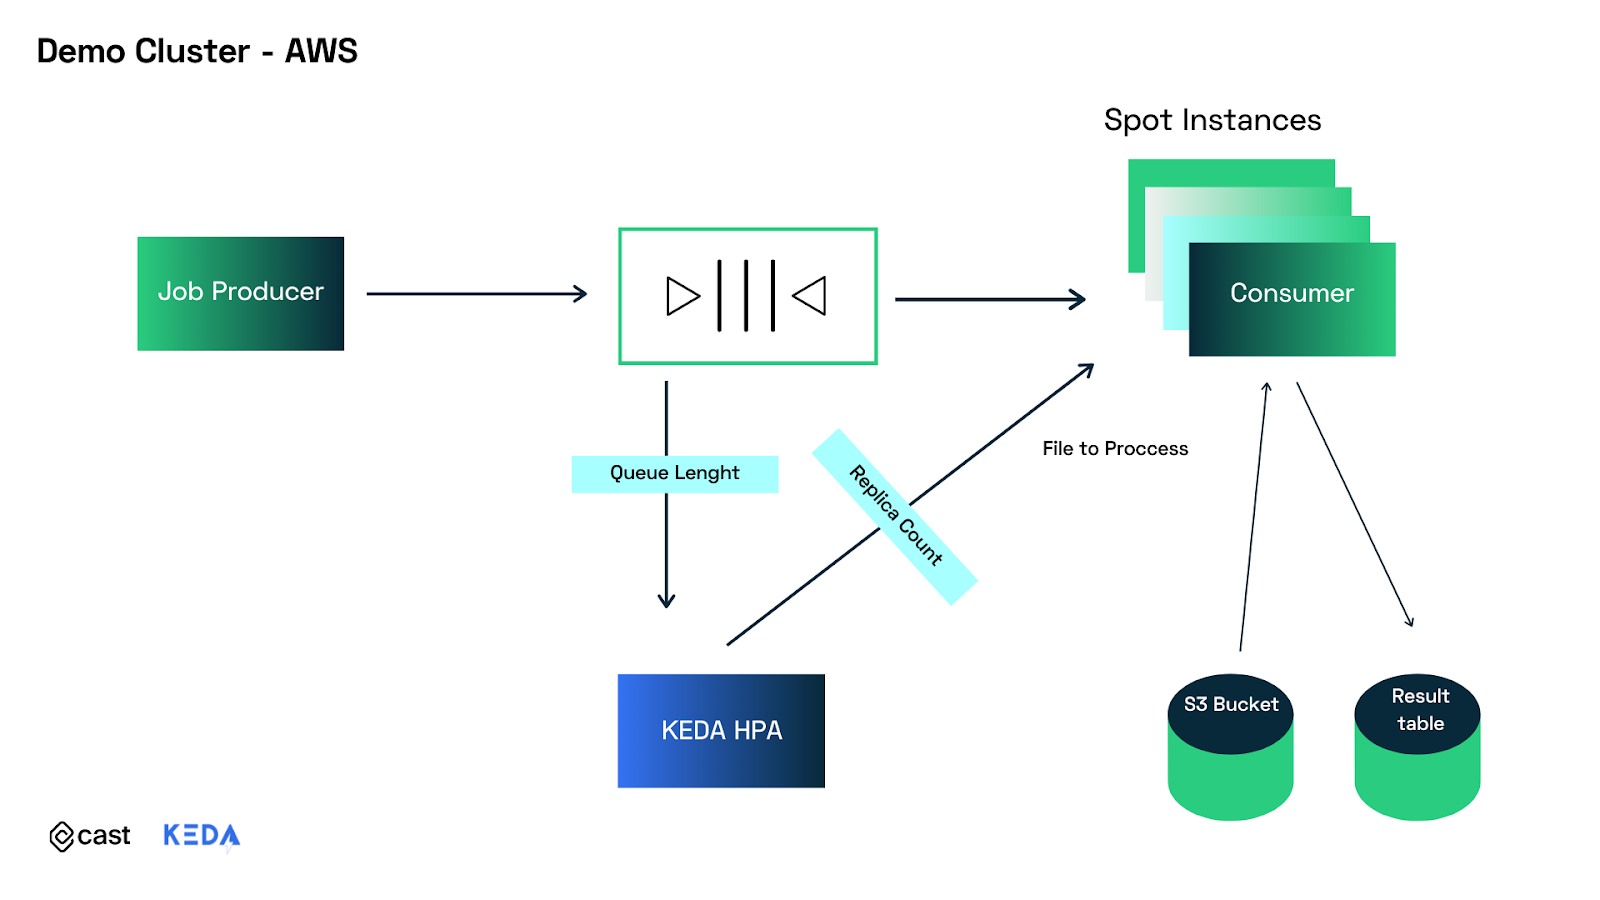 Demo Cluster - AWS
Spot Instances
Job Producer
Consumer
File to Proccess
Queue Lenght
Replica Count
S3 Bucket
Result
table
KEDA HPA
cast
KEDA